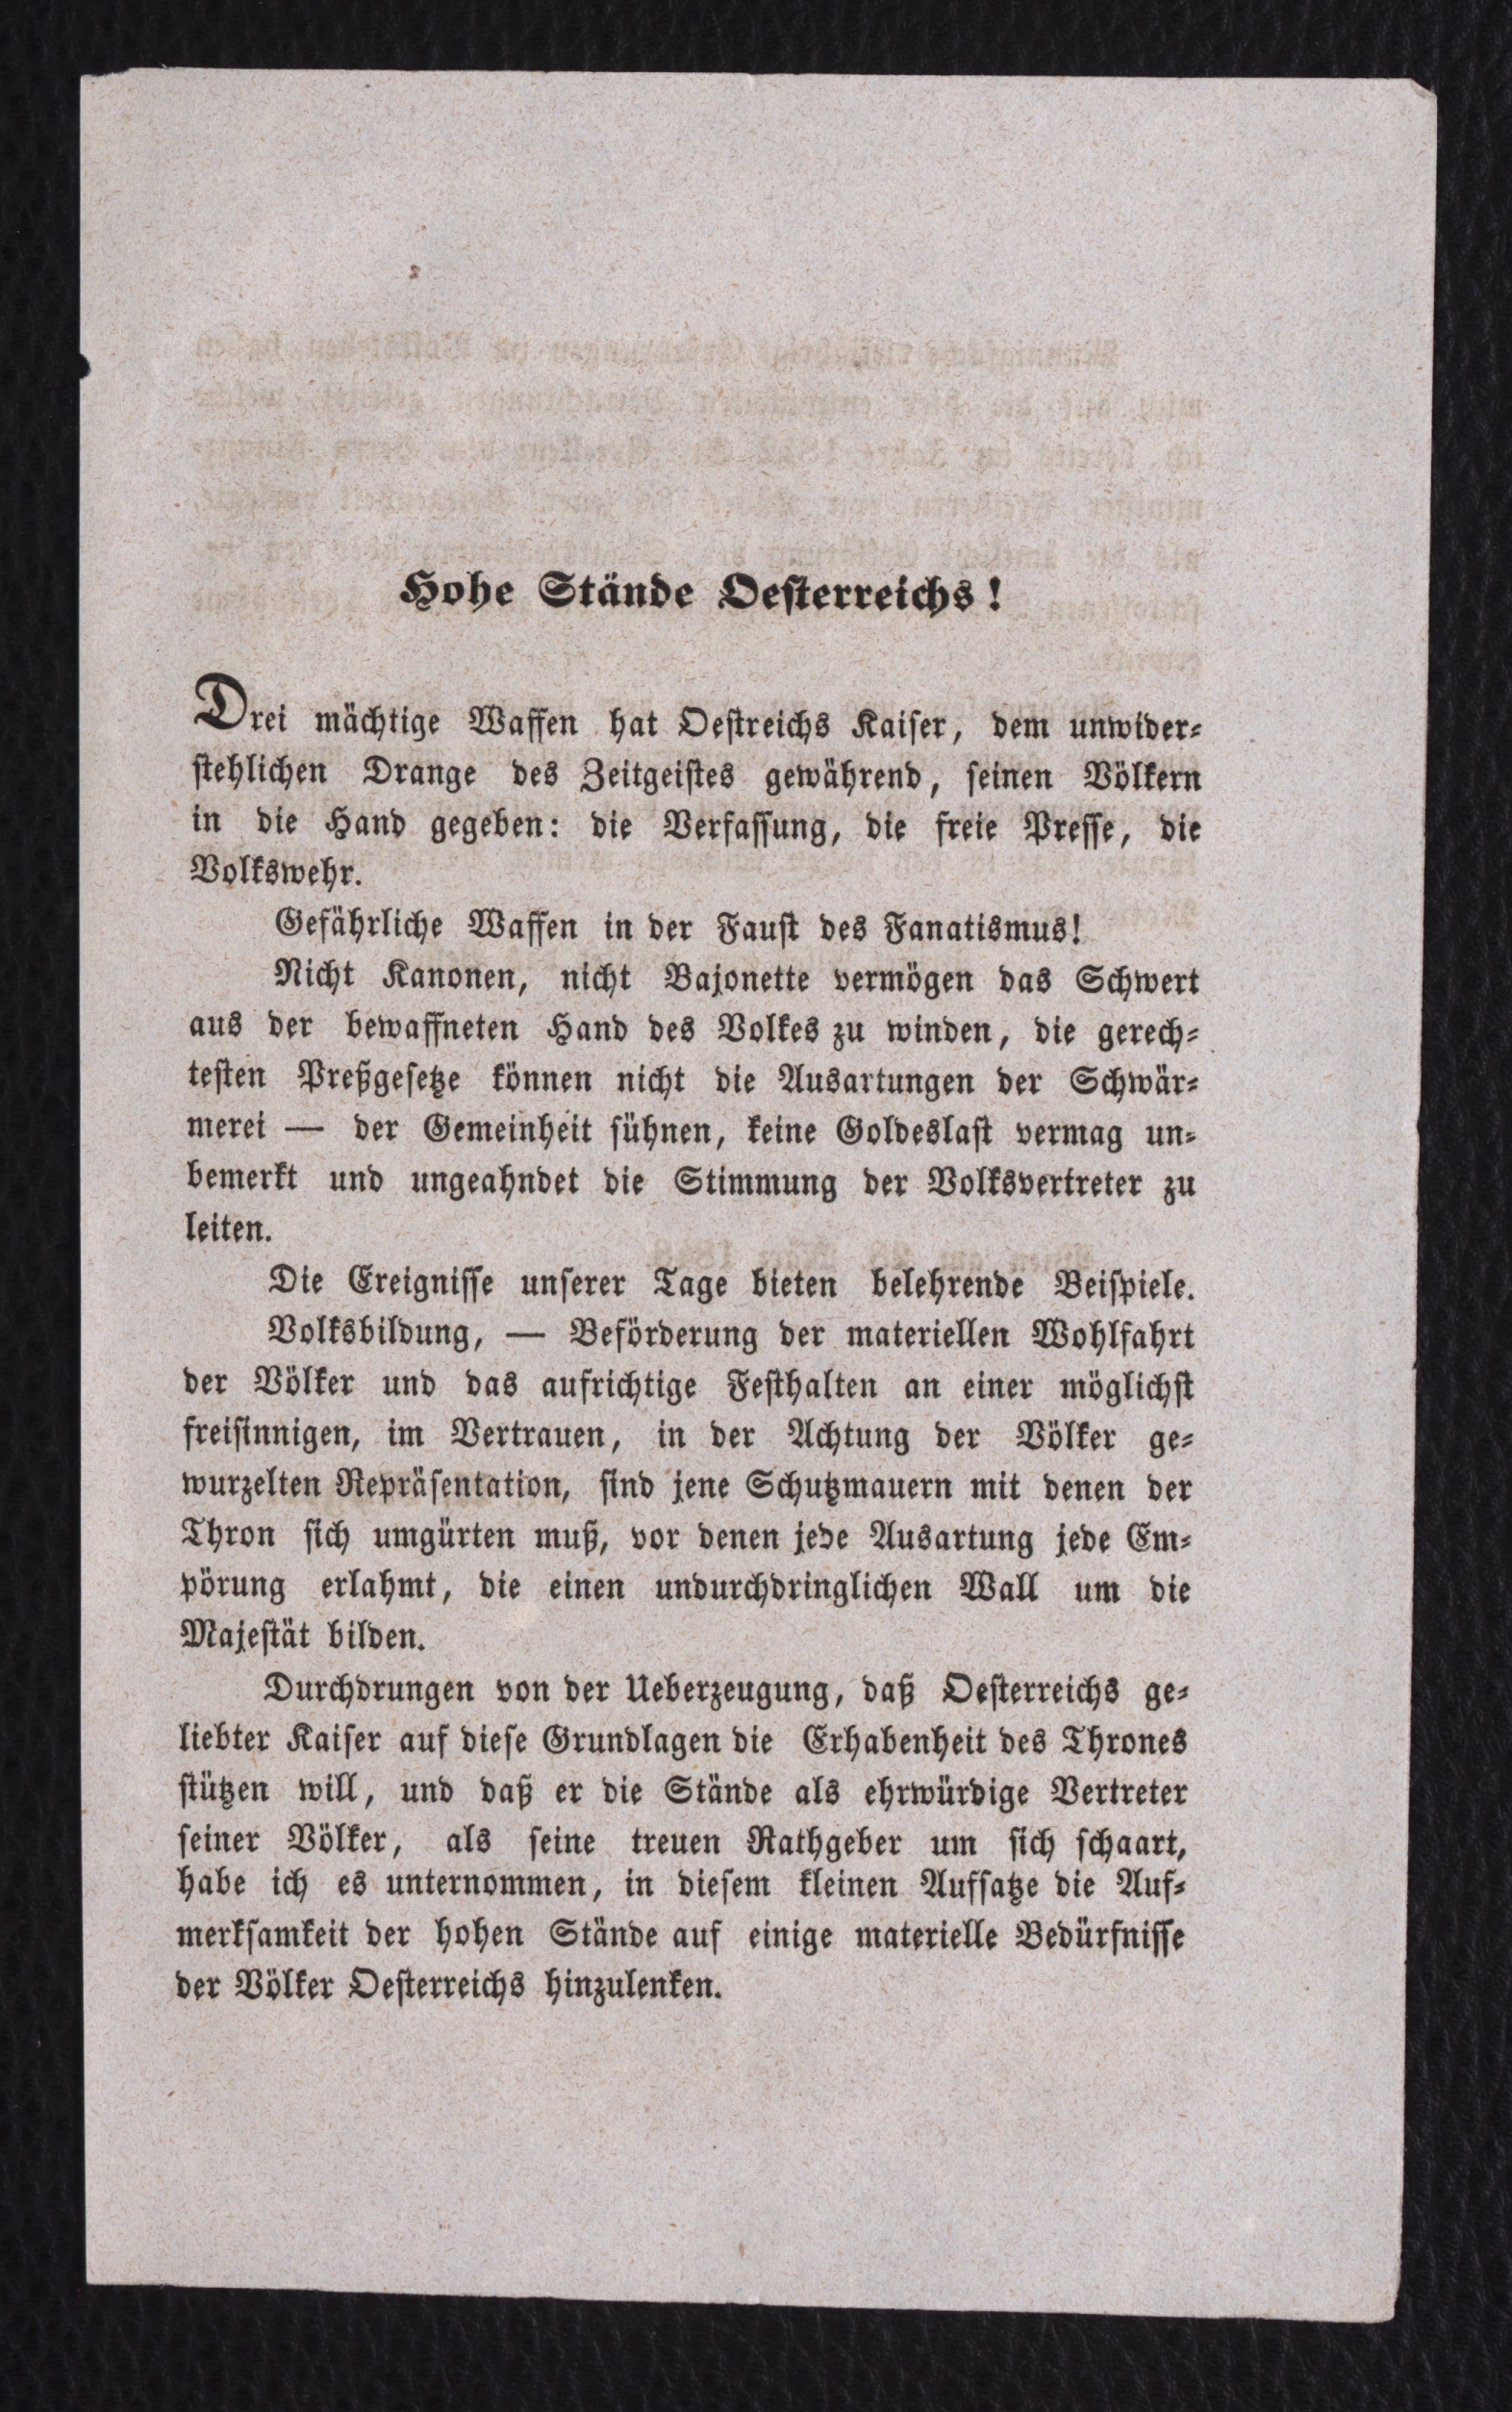 Hohe Stände Oesterreichs!
Drei mächtige Waffen hat Oestreichs Kaiser, dem unwider-
stehlichen Drange des Zeitgeistes gewährend, seinen Völkern
in die Hand gegeben: die Verfassung, die freie Presse, die
Volkswehr.
Gefährliche Waffen in der Faust des Fanatismus!
Nicht Kanonen, nicht Bajonette vermögen das Schwert
aus der bewaffneten Hand des Volkes zu winden, die gerech-
testen Preßgesetze können nicht die Ausartungen der Schwär-
merei — der Gemeinheit sühnen, keine Goldeslast vermag un-
bemerkt und ungeahndet die Stimmung der Volksvertreter zu
leiten.
Die Ereignisse unserer Tage bieten belehrende Beispiele.
Volksbildung, — Beförderung der materiellen Wohlfahrt
der Völker und das aufrichtige Festhalten an einer möglichst
freisinnigen, im Vertrauen, in der Achtung der Völker ge-
wurzelten Repräsentation, sind jene Schutzmauern mit denen der
Thron sich umgürten muß, vor denen jede Ausartung jede Em-
pörung erlahmt, die einen undurchdringlichen Wall um die
Majestät bilden.
Durchdrungen von der Ueberzeugung, daß Oesterreichs ge-
liebter Kaiser auf diese Grundlagen die Erhabenheit des Thrones
stützen will, und daß er die Stände als ehrwürdige Vertreter
seiner Völker, als seine treuen Rathgeber um sich schaart,
habe ich es unternommen, in diesem kleinen Aufsatze die Auf-
merksamkeit der hohen Stände auf einige materielle Bedürfnisse
der Völker Oesterreichs hinzulenken.